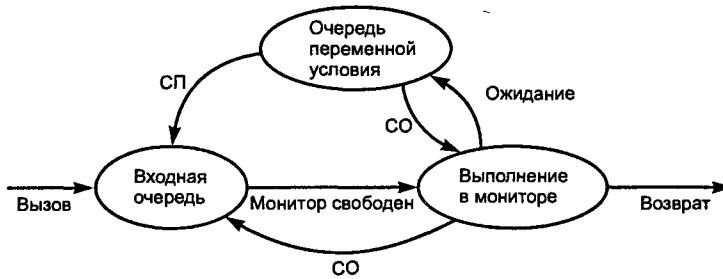 Очередь
переменной
условия
СП
Ожидание
СО
Входная
очередь
Выполнение
в мониторе
Вызов
Монитор свободен
Возврат
СО